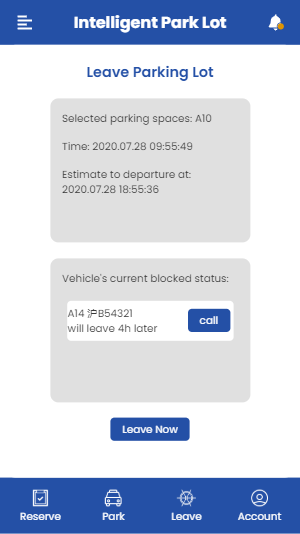 Intelligent Park Lot
Leave Parking Lot
Selected parking spaces: A10
Time: 2020.07.28 09:55:49
Estimate to departure at:
2020.07.28 18:55:36
Vehicle's current blocked status:
A14 沪B54321
will leave 4h later
call
Leave Now
Reserve
Park
Leave
Account